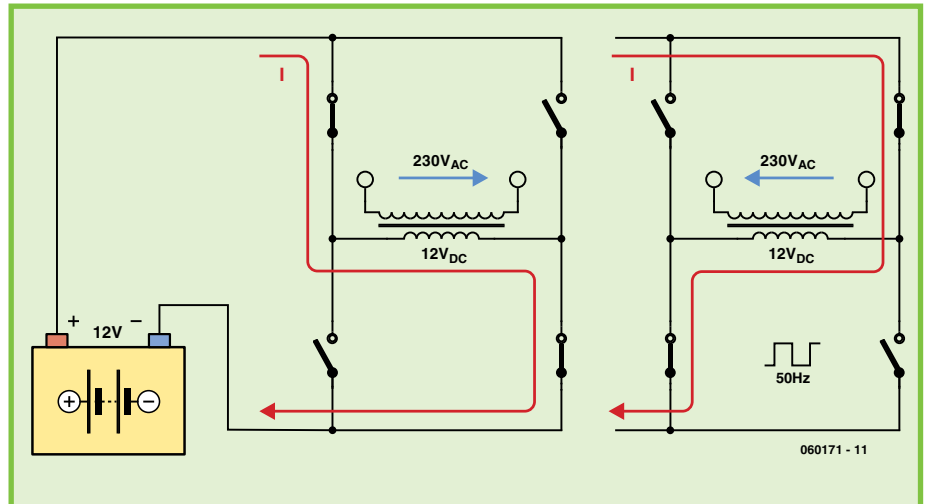 I
I
230VAC
230VAC
12VDC
12VDC
+ 12V −
+ −
50Hz
060171 - 11